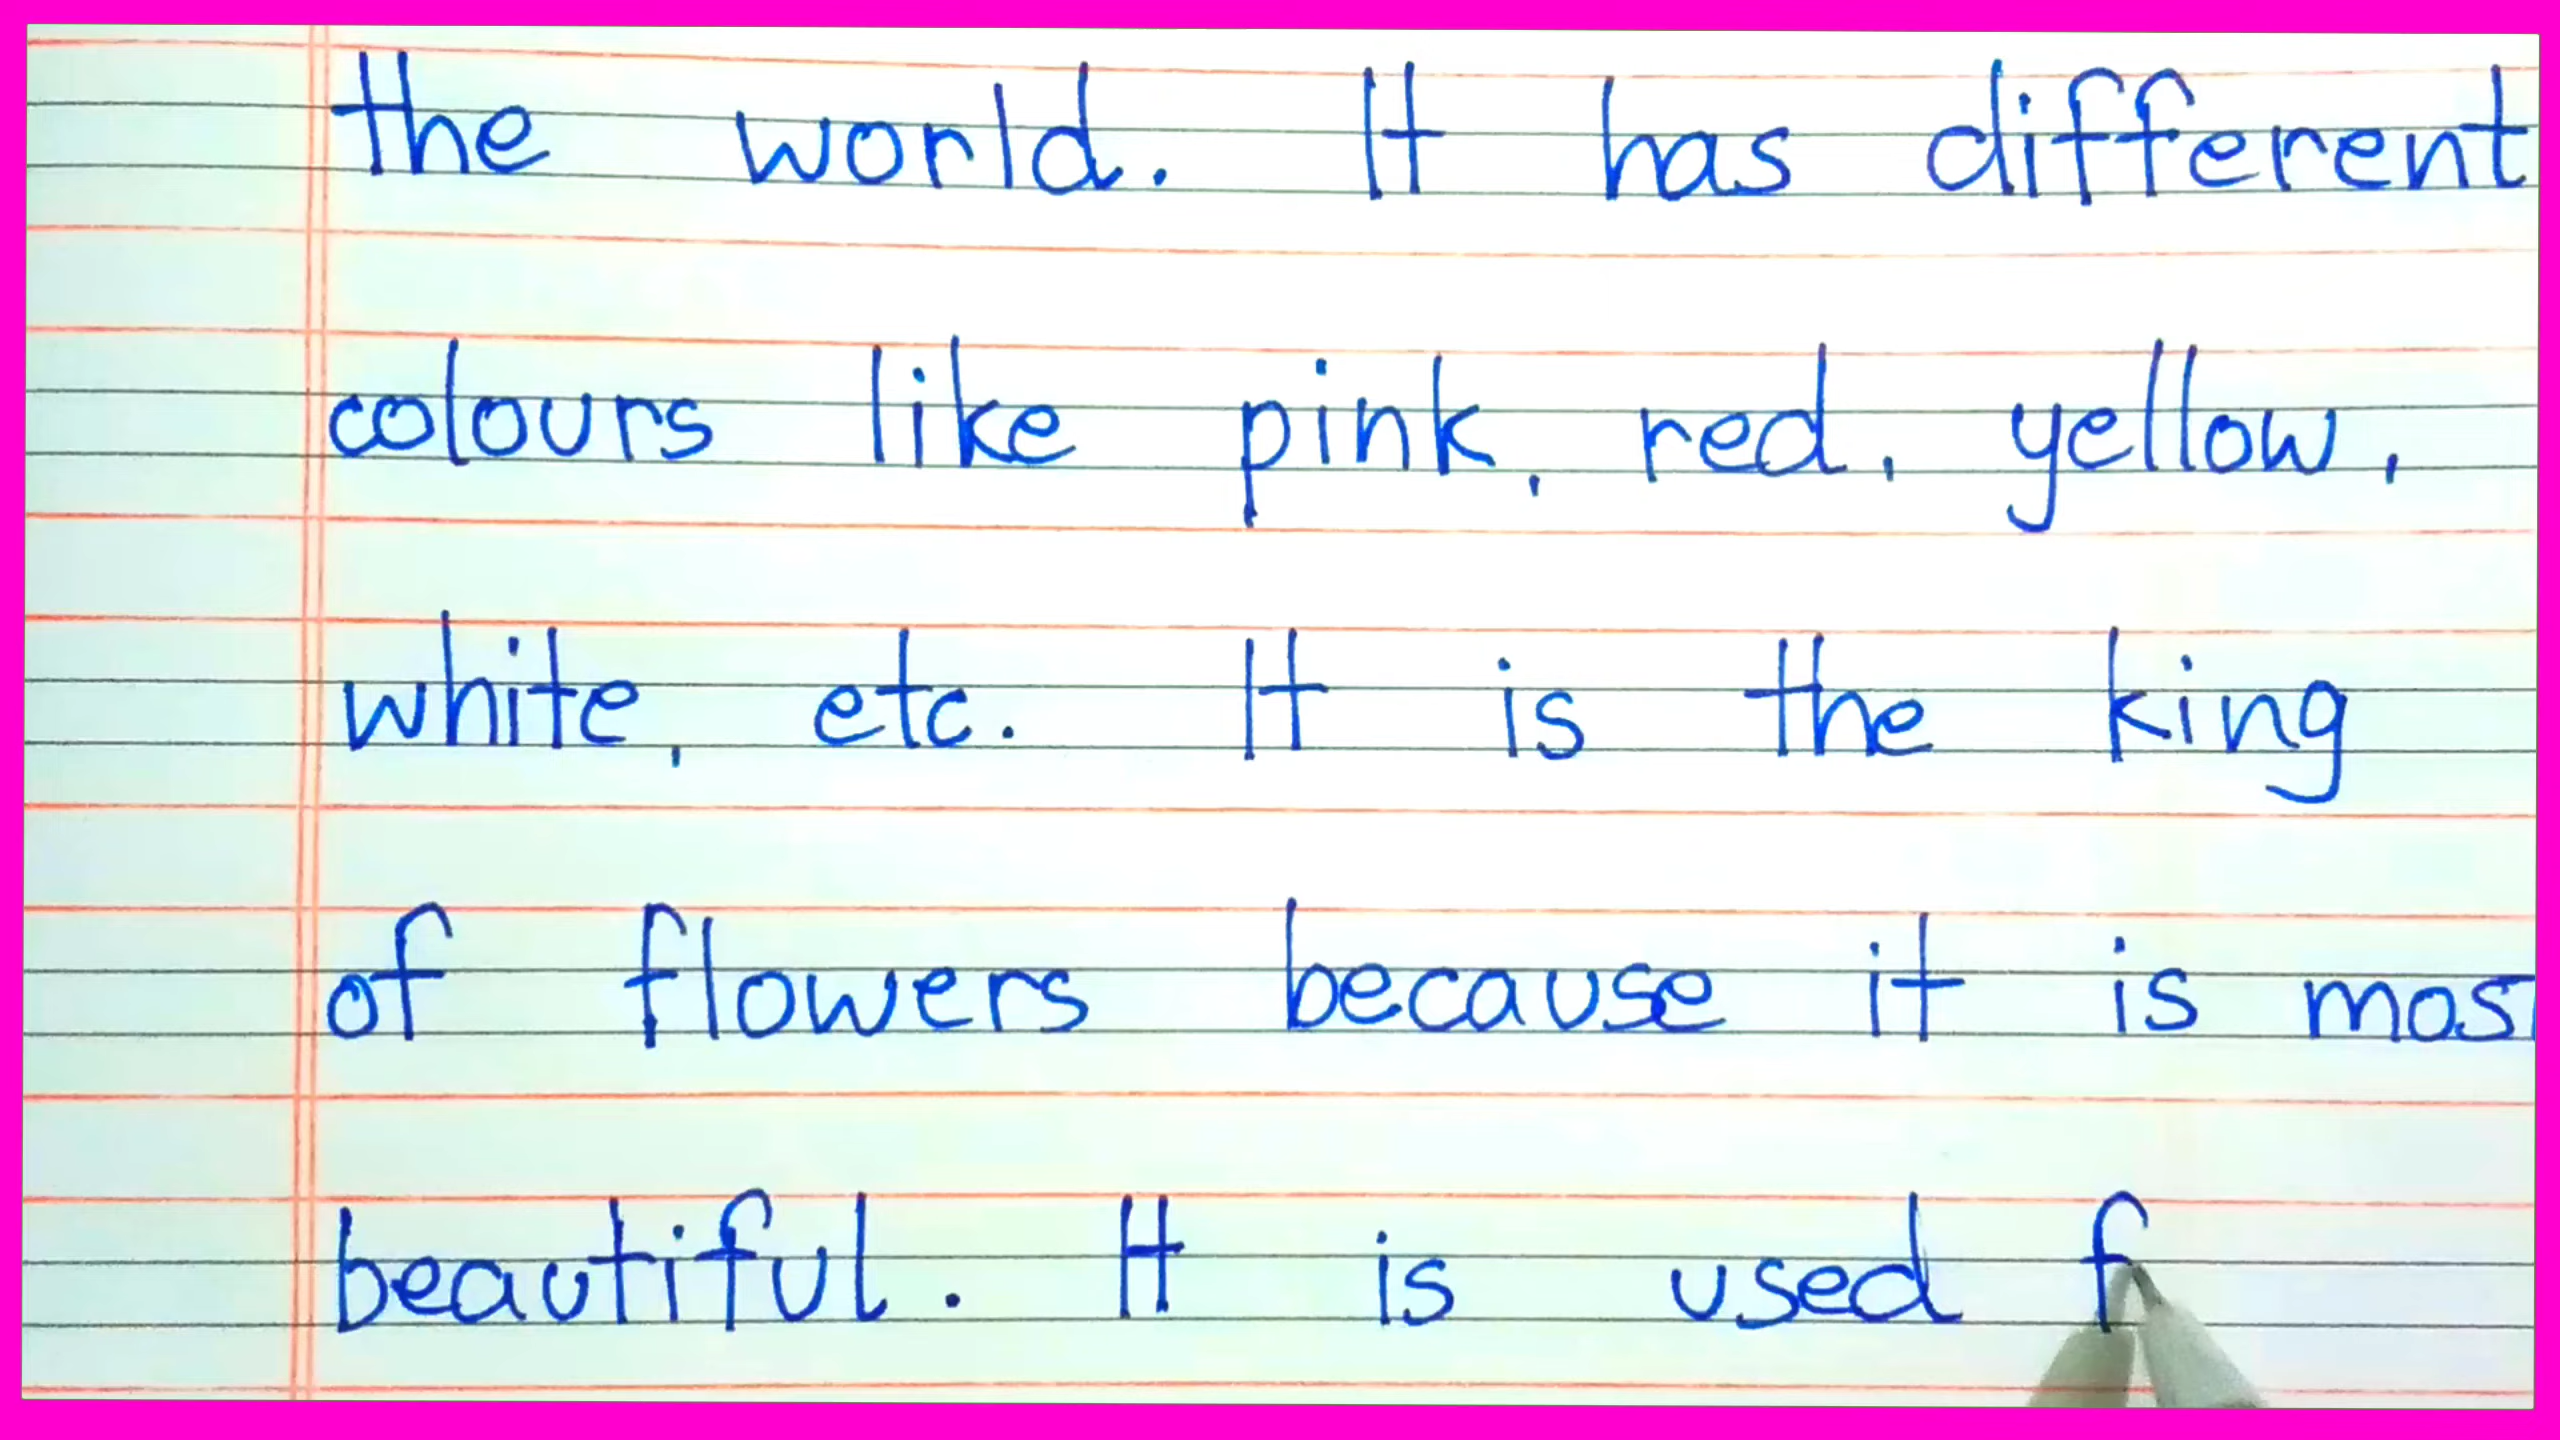 the world. It has different
colours like pink, red, yellow,
white, etc. It is the king
of flowers because it is mos
beautiful. It is used f